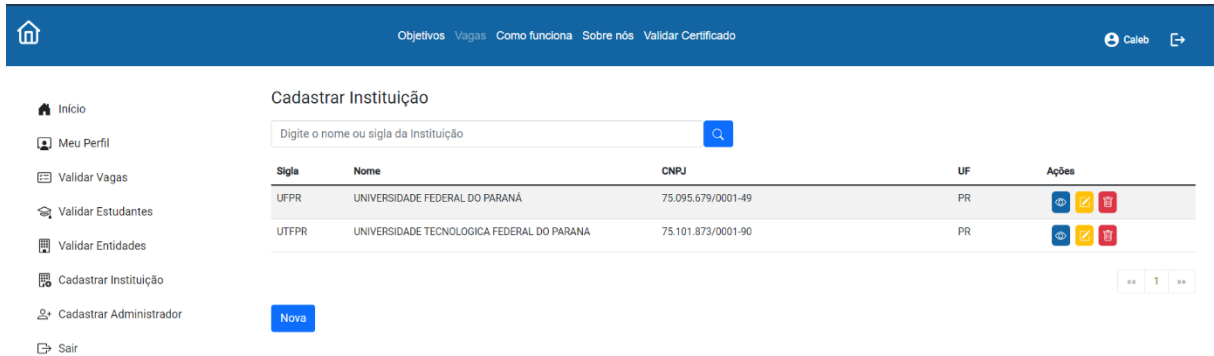 Objetivos Vagas Como funciona Sobre nós Validar Certificado Caleb
Início
Meu Perfil
Validar Vagas
Validar Estudantes
Validar Entidades
Cadastrar Instituição
Cadastrar Administrador
Sair
Cadastrar Instituição
Digite o nome ou sigla da Instituição
Sigla Nome CNPJ UF Ações
UFPR UNIVERSIDADE FEDERAL DO PARANÁ 75.095.679/0001-49 PR
UTFPR UNIVERSIDADE TECNOLOGICA FEDERAL DO PARANA 75.101.873/0001-90 PR
«« 1 »»
Nova